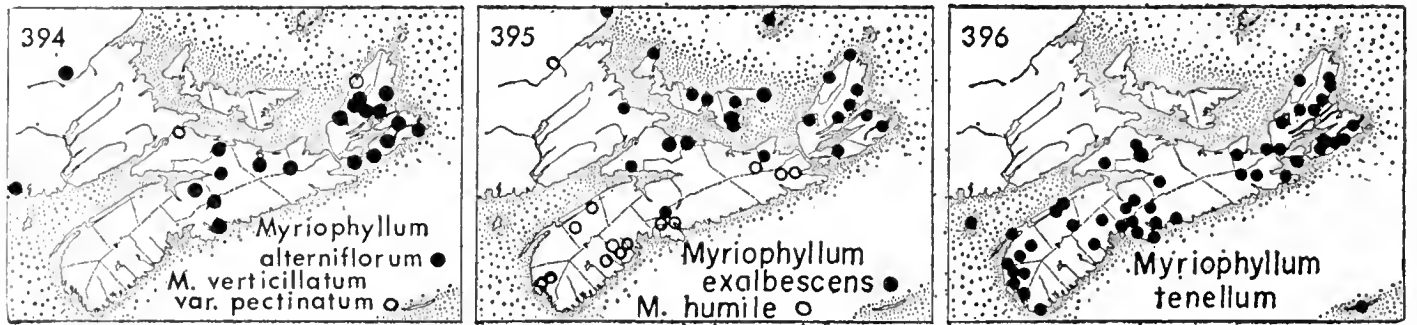 394
Myriophyllum
alterniflorum
M. verticillatum
var. pectinatum
395
Myriophyllum
exalbescens
M. humile
396
Myriophyllum
tenellum